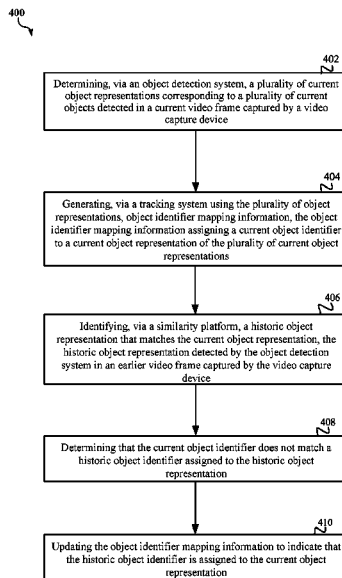 400
402
Determining, via an object detection system, a plurality of current
object representations corresponding to a plurality of current
objects detected in a current video frame captured by a video
capture device
404
Generating, via a tracking system using the plurality of object
representations, object identifier mapping information, the object
identifier mapping information assigning a current object identifier
to a current object representation of the plurality of current object
representations
406
Identifying, via a similarity platform, a historic object
representation that matches the current object representation, the
historic object representation detected by the object detection
system in an earlier video frame captured by the video capture
device
408
Determining that the current object identifier does not match a
historic object identifier assigned to the historic object
representation
410
Updating the object identifier mapping information to indicate that
the historic object identifier is assigned to the current object
representation